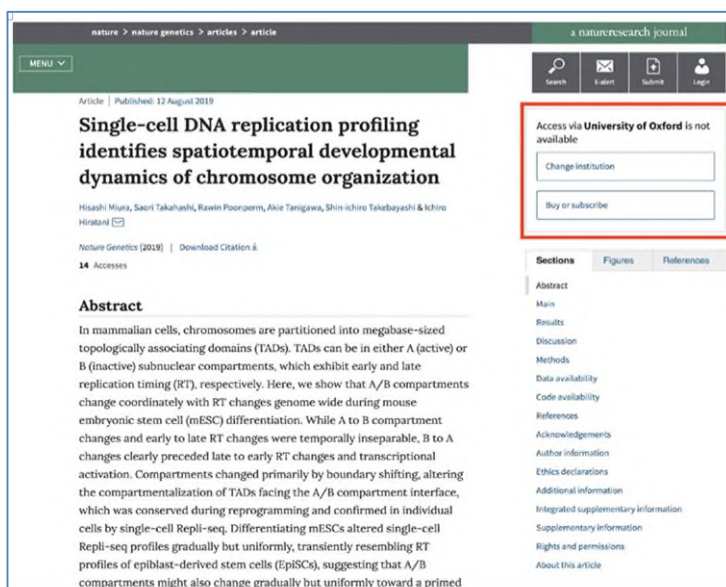 nature > nature genetics > articles > article
a natureresearch journal
MENU
Search
E-alert
Submit
Login
Article | Published: 12 August 2019
Single-cell DNA replication profiling
identifies spatiotemporal developmental
dynamics of chromosome organization
Hisashi Miura, Saori Takahashi, Rawin Poonperm, Akie Tanigawa, Shin-ichiro Takebayashi & Ichiro
Hiratani
Nature Genetics (2019) | Download Citation
14 Accesses
Access via University of Oxford is not
available
Change institution
Buy or subscribe
Sections
Figures
References
Abstract
Main
Results
Discussion
Methods
Data availability
Code availability
References
Acknowledgements
Author information
Ethics declarations
Additional information
Integrated supplementary information
Supplementary information
Rights and permissions
About this article
Abstract
In mammalian cells, chromosomes are partitioned into megabase-sized
topologically associating domains (TADs). TADs can be in either A (active) or
B (inactive) subnuclear compartments, which exhibit early and late
replication timing (RT), respectively. Here, we show that A/B compartments
change coordinately with RT changes genome wide during mouse
embryonic stem cell (mESC) differentiation. While A to B compartment
changes and early to late RT changes were temporally inseparable, B to A
changes clearly preceded late to early RT changes and transcriptional
activation. Compartments changed primarily by boundary shifting, altering
the compartmentalization of TADs facing the A/B compartment interface,
which was conserved during reprogramming and confirmed in individual
cells by single-cell Repli-seq. Differentiating mESCs altered single-cell
Repli-seq profiles gradually but uniformly, transiently resembling RT
profiles of epiblast-derived stem cells (EpiSCs), suggesting that A/B
compartments might also change gradually but uniformly toward a primed